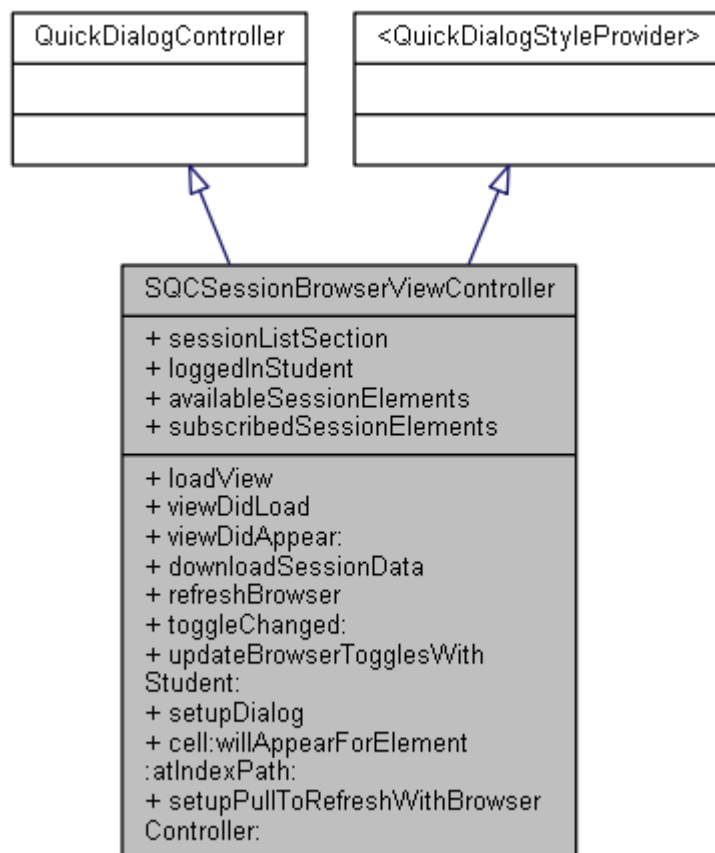 QuickDialogController
<QuickDialogStyleProvider>
SQCSessionBrowserViewController
+ sessionListSection
+ loggedInStudent
+ availableSessionElements
+ subscribedSessionElements
+ loadView
+ viewDidLoad
+ viewDidAppear:
+ downloadSessionData
+ refreshBrowser
+ toggleChanged:
+ updateBrowserTogglesWith
Student:
+ setupDialog
+ cell:willAppearForElement
:atIndexPath:
+ setupPullToRefreshWithBrowser
Controller: